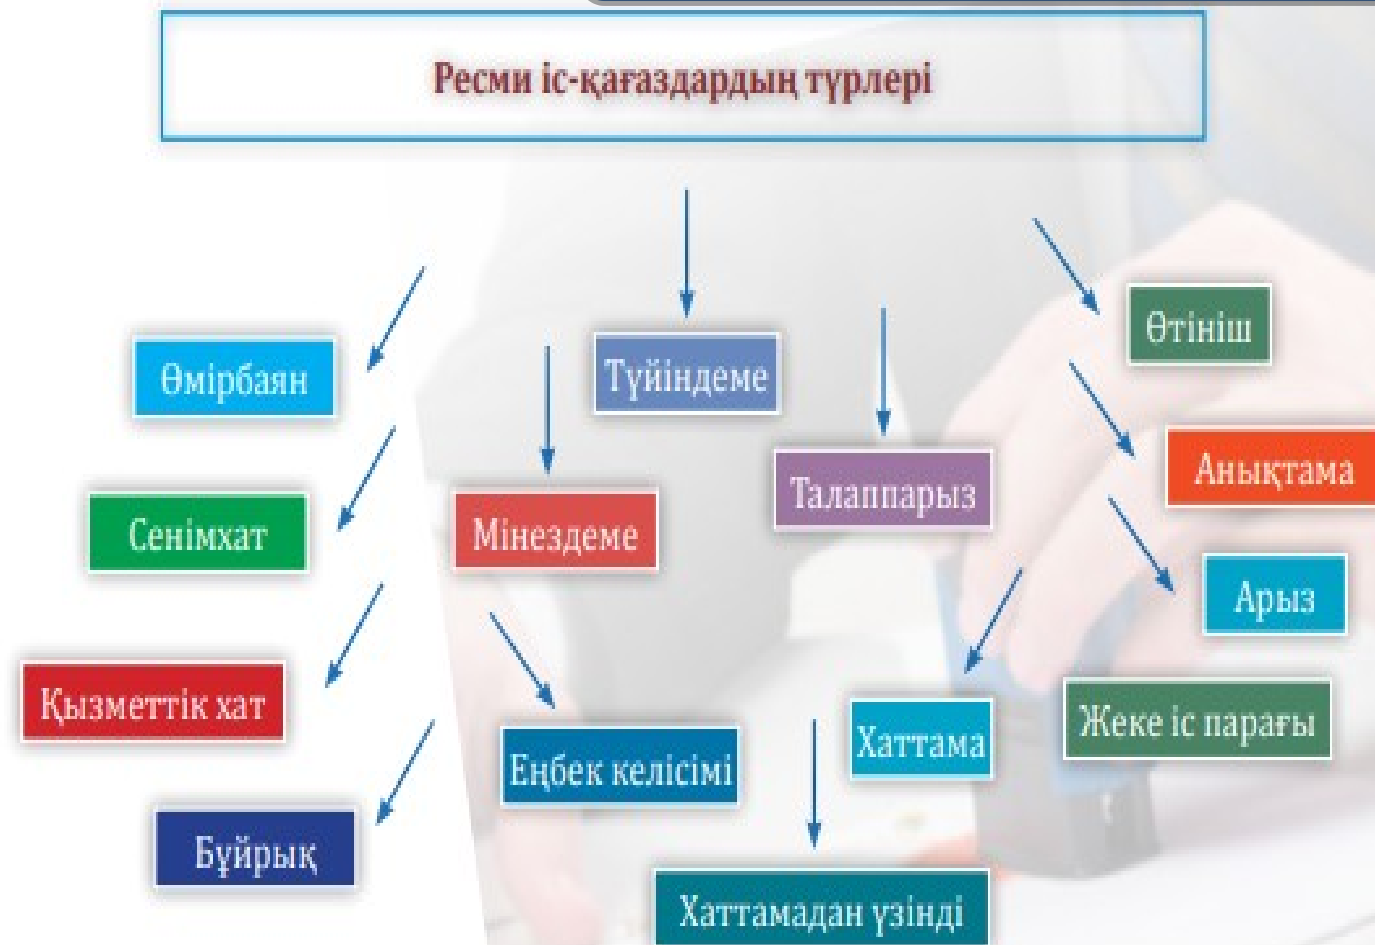 Ресми іс-қағаздардың түрлері
Өтініш
Түйіндеме
Өмірбаян
Анықтама
Талаппарыз
Сенімхат
Мінездеме
Арыз
Қызметтік хат
Жеке іс парағы
Хаттама
Еңбек келісімі
Бұйрық
Хаттамадан үзінді